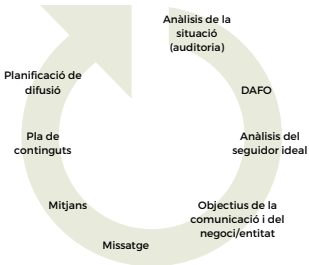 Anàlisis de la
situació
(auditoria)
DAFO
Anàlisis del
seguidor ideal
Objectius de la
comunicació i del
negoci/entitat
Missatge
Mitjans
Pla de
continguts
Planificació de
difusió